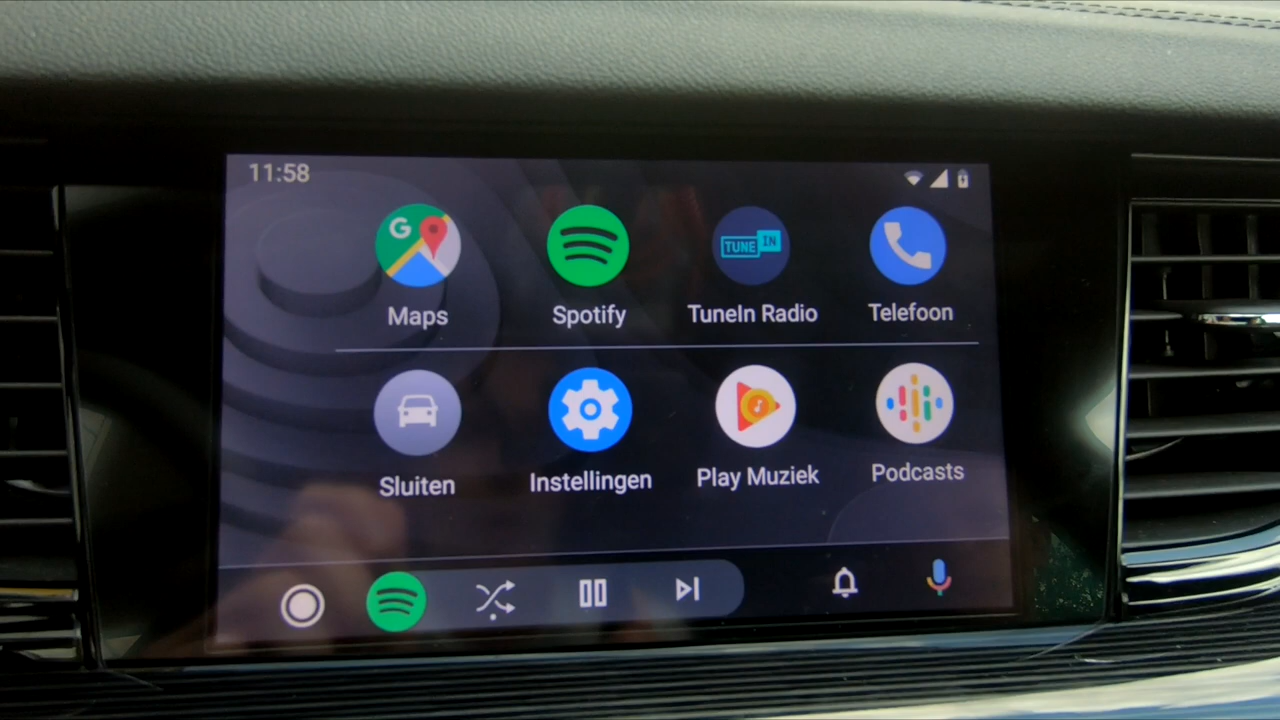 11:58
G
TUNE IN
Maps
Spotify
TuneIn Radio
Telefoon
Sluiten
Instellingen
Play Muziek
Podcasts